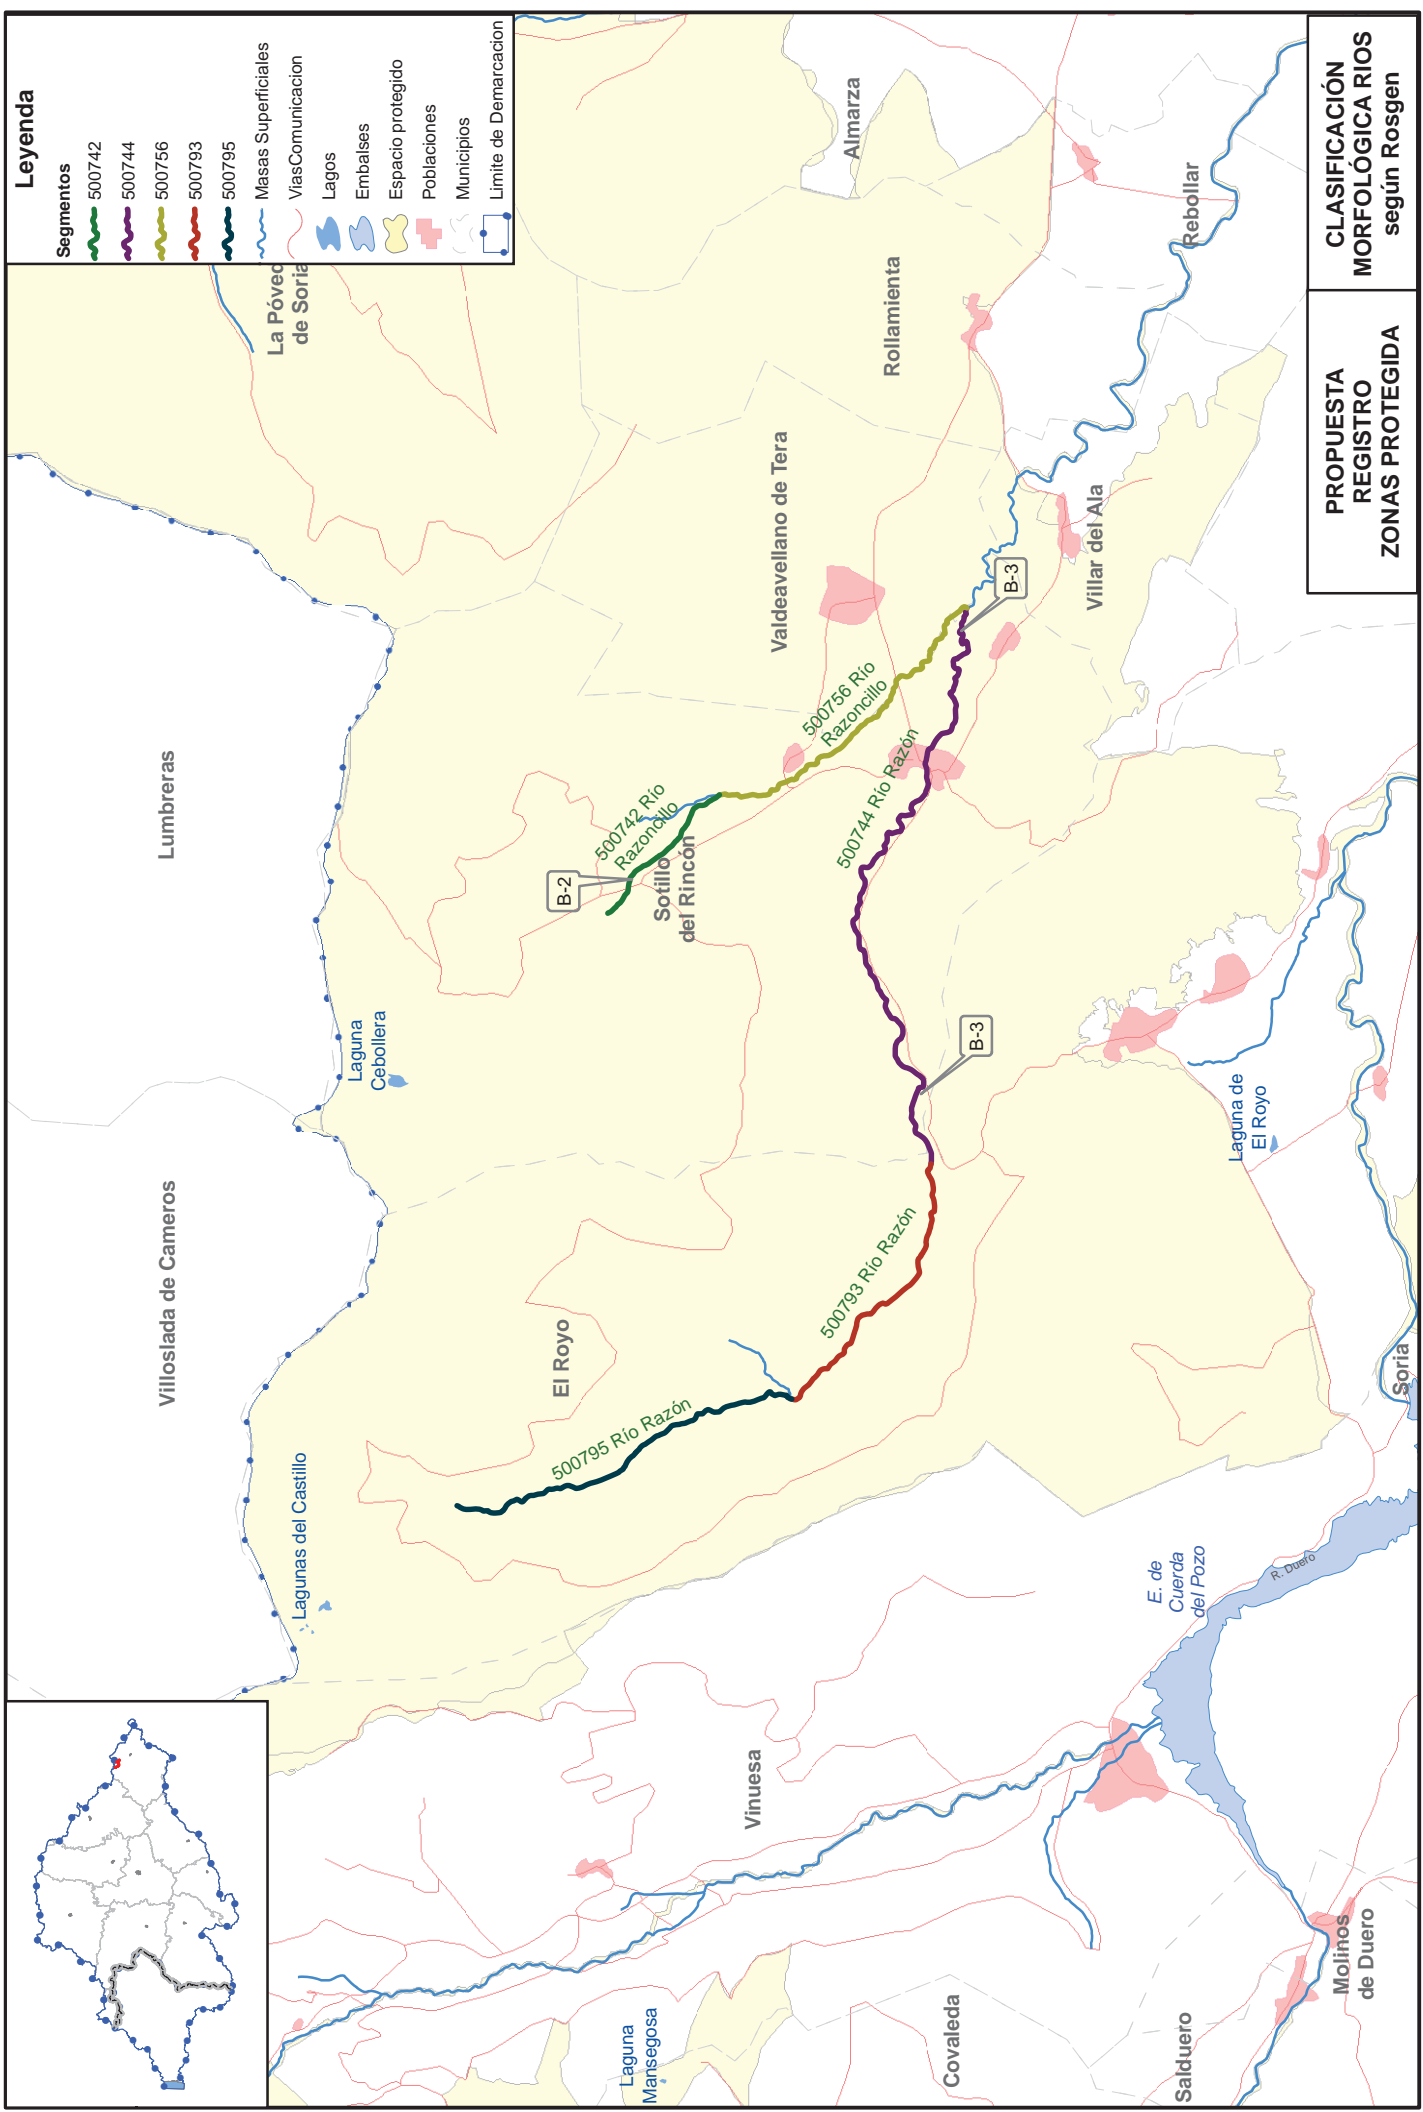 Leyenda
Segmentos
500742
500744
500756
500793
500795
Masas Superficiales
ViasComunicacion
Lagos
Embalses
Espacio protegido
Poblaciones
Municipios
Limite de Demarcacion
Villoslada de Cameros
Lumbreras
La Póvec
de Soria
Lagunas del Castillo
Laguna
Cebollera
El Royo
500795 Río Razón
B-2
500742 Río
Razoncillo
Sotillo
del Rincón
Valdeavellano de Tera
500756 Río
Razoncillo
Almarza
Rollamienta
500793 Río Razón
500744 Río Razón
B-3
B-3
Villar del Ala
Rebollar
Laguna
Mansegosa
Vinuesa
Covaleda
E. de
Cuerda
del Pozo
R. Duero
Laguna de
El Royo
Salduero
Molinos
de Duero
Soria
PROPUESTA
REGISTRO
ZONAS PROTEGIDA
CLASIFICACIÓN
MORFOLÓGICA RIOS
según Rosgen